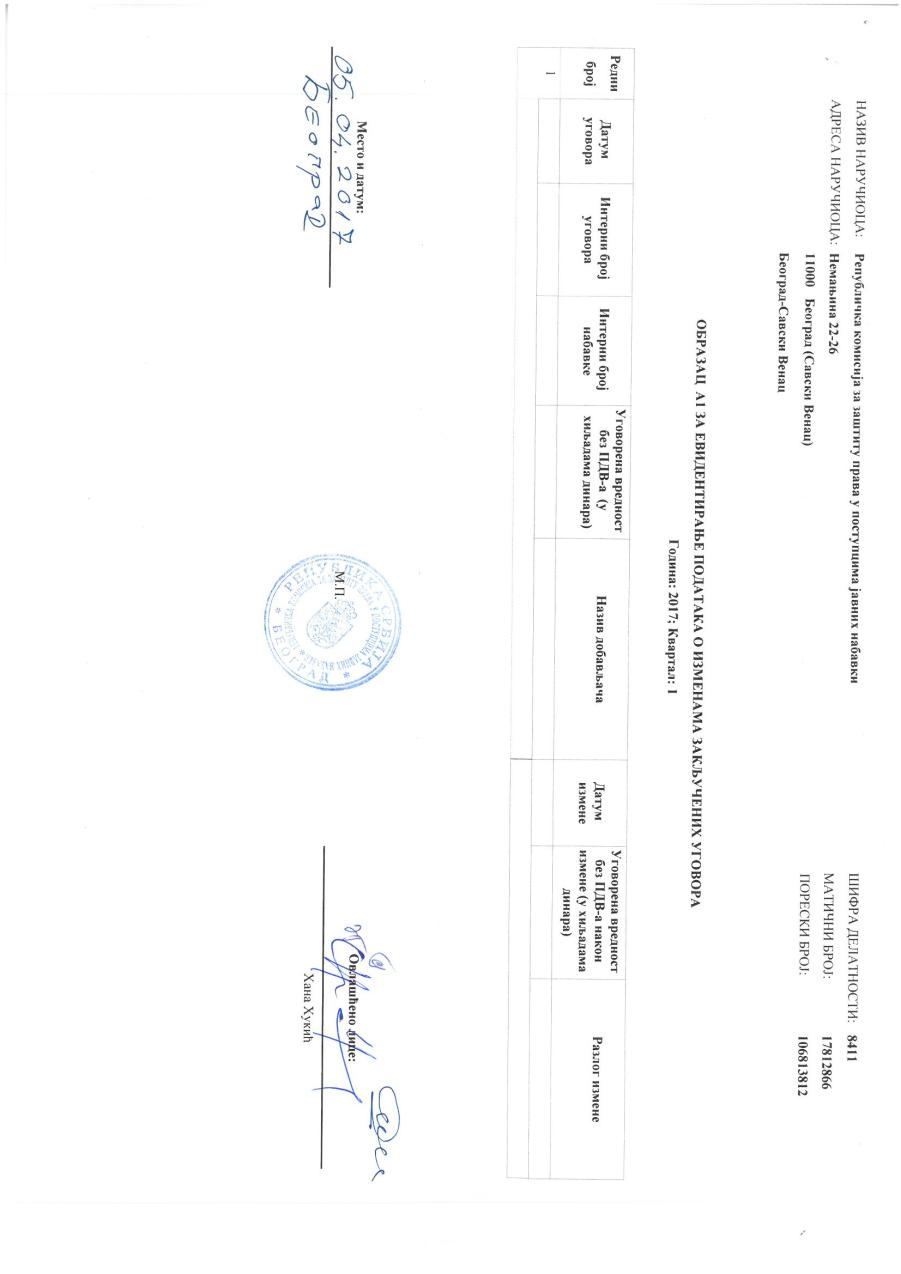 НАЗИВ НАРУЧИОЦА: Републичка комисија за заштиту права у поступцима јавних набавки
АДРЕСА НАРУЧИОЦА: Немањина 22-26
11000 Београд (Савски Венац)
Београд-Савски Венац
ШИФРА ДЕЛАТНОСТИ: 8411
МАТИЧНИ БРОЈ: 17812866
ПОРЕСКИ БРОЈ: 106813812
ОБРАЗАЦ А1 ЗА ЕВИДЕНТИРАЊЕ ПОДАТАКА О ИЗМЕНАМА ЗАКЉУЧЕНИХ УГОВОРА
Година: 2017; Квартал: I
Редни
број
Датум
уговора
Интерни број
уговора
Интерни број
набавке
Уговорена вредност
без ПДВ-а (у
хиљадама динара)
Назив добављача
Датум
измене
Уговорена вредност
без ПДВ-а након
измене (у хиљадама
динара)
Разлог измене
1
Место и датум:
05.04.2017
Београд
М.П.
РЕПУБЛИКА СРБИЈА
* БЕОГРАД *
Овлашћено лице:
Хана Хукић